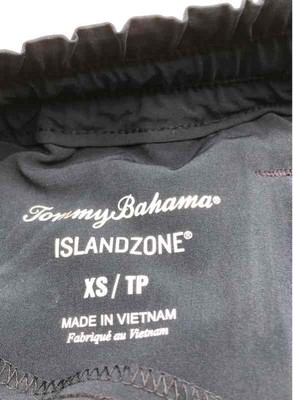 Tommy Bahama®
ISLANDZONE®
XS / TP
MADE IN VIETNAM
Fabriqué au Vietnam